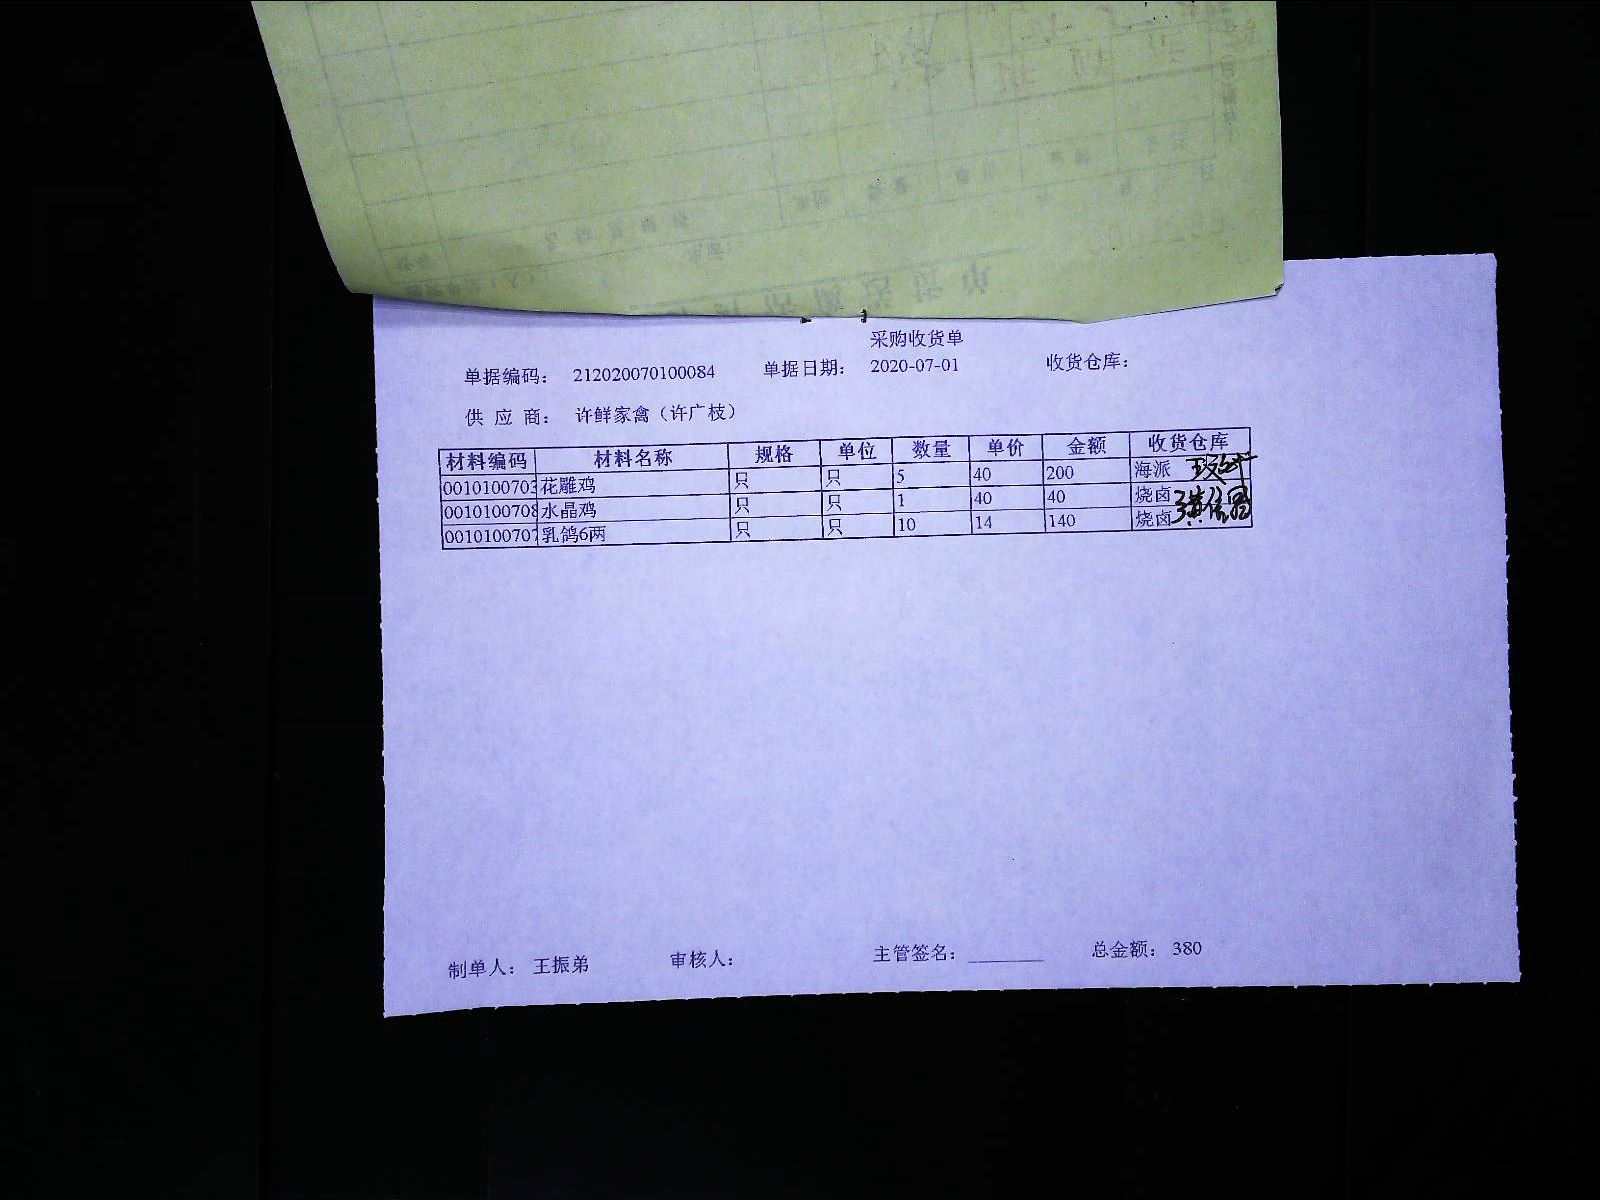 采购收货单
单据编码： 212020070100084 单据日期： 2020-07-01 收货仓库：
供 应 商： 许鲜家禽（许广枝）
材料编码 材料名称 规格 单位 数量 单价 金额 收货仓库
0010100703 花雕鸡 只 只 5 40 200 海派
0010100708 水晶鸡 只 只 1 40 40 烧卤
0010100707 乳鸽6两 只 只 10 14 140 烧卤
制单人： 王振弟 审核人： 主管签名： 总金额： 380